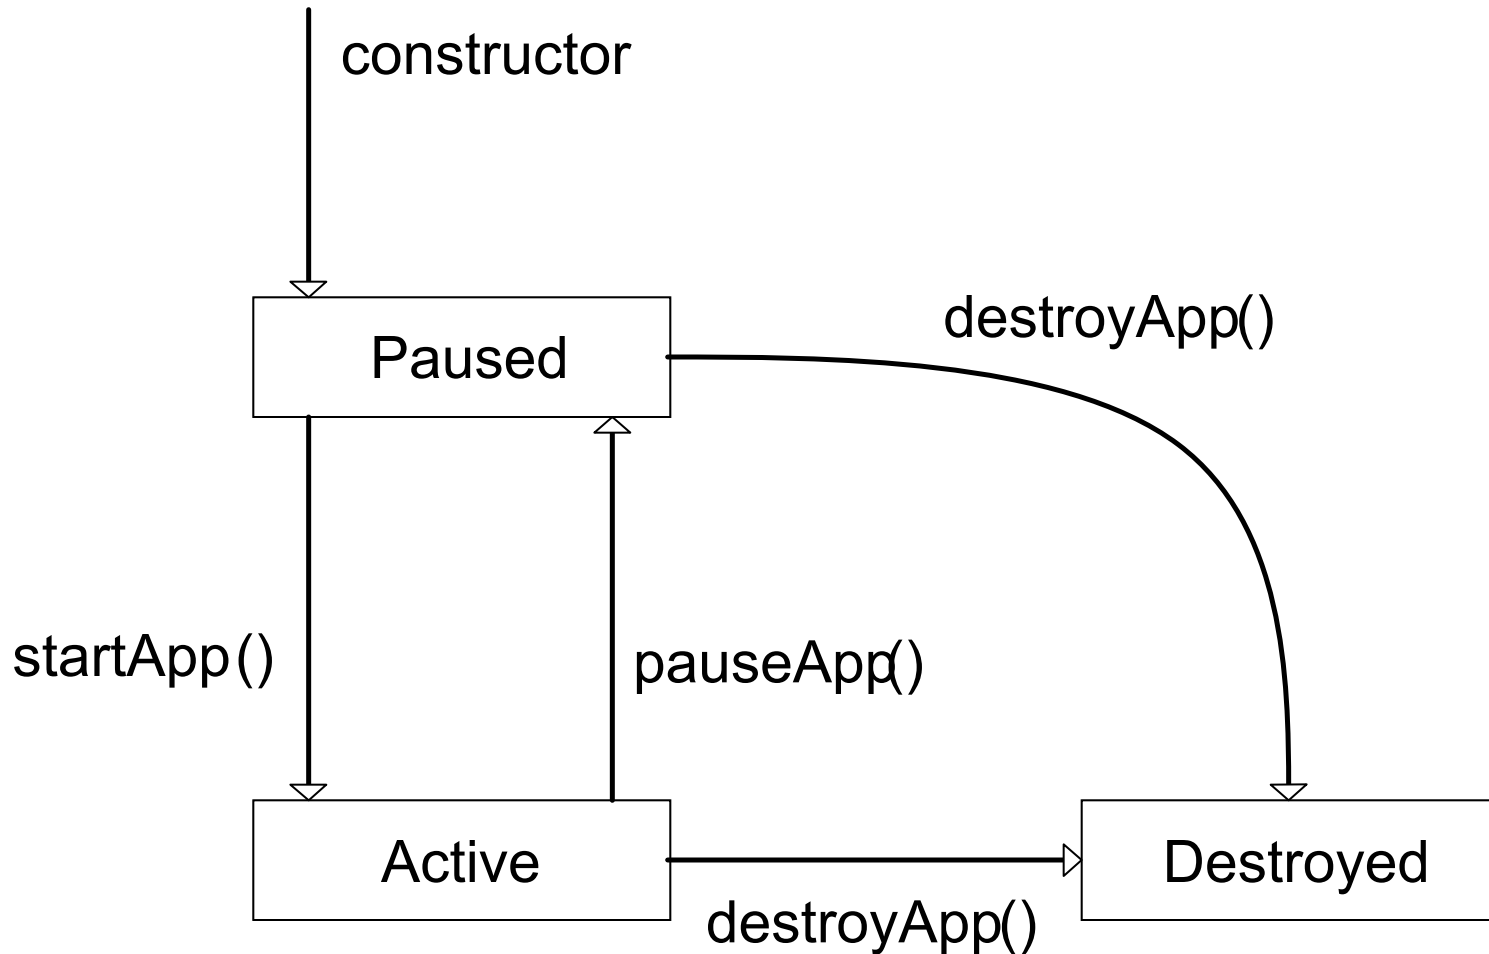 constructor
destroyApp()
Paused
startApp()
pauseApp()
Active
Destroyed
destroyApp()